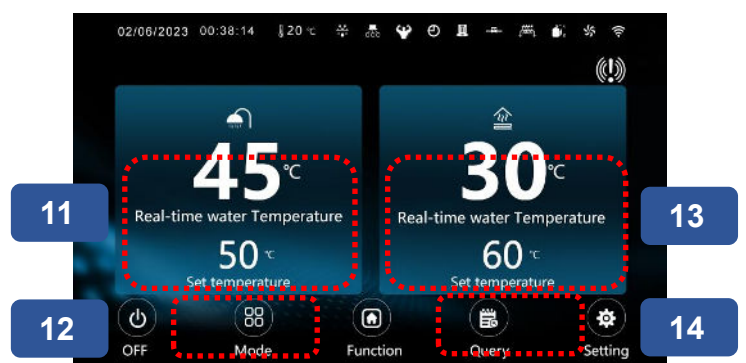 02/06/2023 00:38:14 20 ℃
45 ℃
Real-time water Temperature
50 ℃
Set temperature
30 ℃
Real-time water Temperature
60 ℃
Set temperature
11
13
12
14
OFF
Mode
Function
Query
Setting